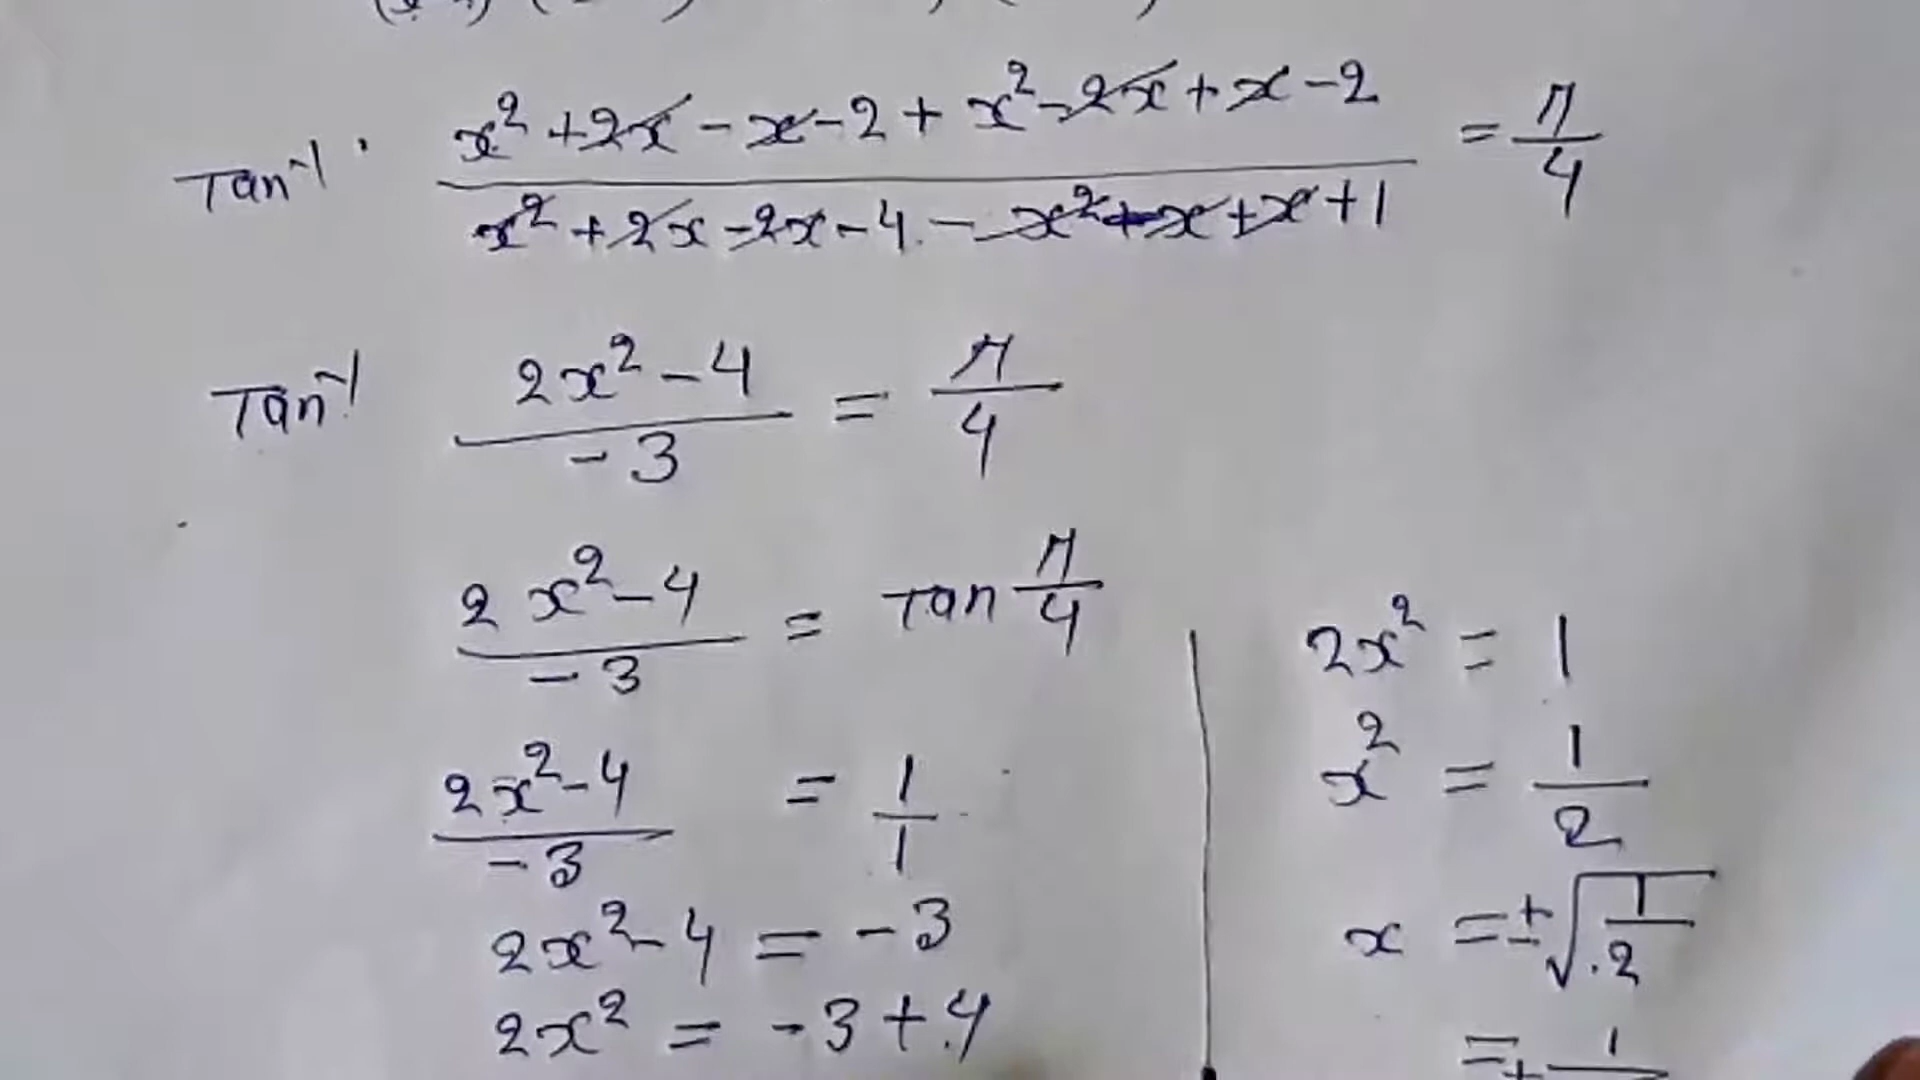 Tan⁻¹ (x² + 2x - x - 2 + x² - 2x + x - 2) / (x² + 2x - 2x - 4 - x² + x + x + 1) = π/4
Tan⁻¹ (2x² - 4) / (-3) = π/4
(2x² - 4) / (-3) = Tan π/4
(2x² - 4) / (-3) = 1/1
2x² - 4 = -3
2x² = -3 + 4
2x² = 1
x² = 1/2
x = ±√(1/2)